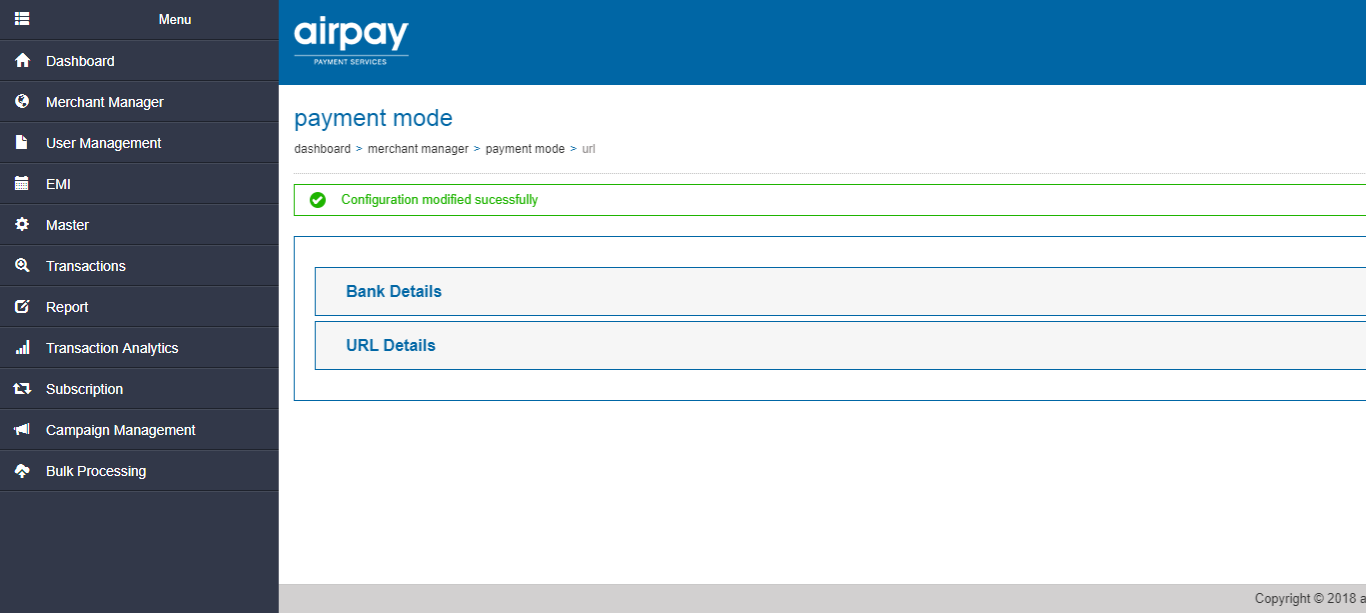 Menu
Dashboard
Merchant Manager
User Management
EMI
Master
Transactions
Report
Transaction Analytics
Subscription
Campaign Management
Bulk Processing
airpay
PAYMENT SERVICES
payment mode
dashboard > merchant manager > payment mode > url
Configuration modified sucessfully
Bank Details
URL Details
Copyright © 2018 a